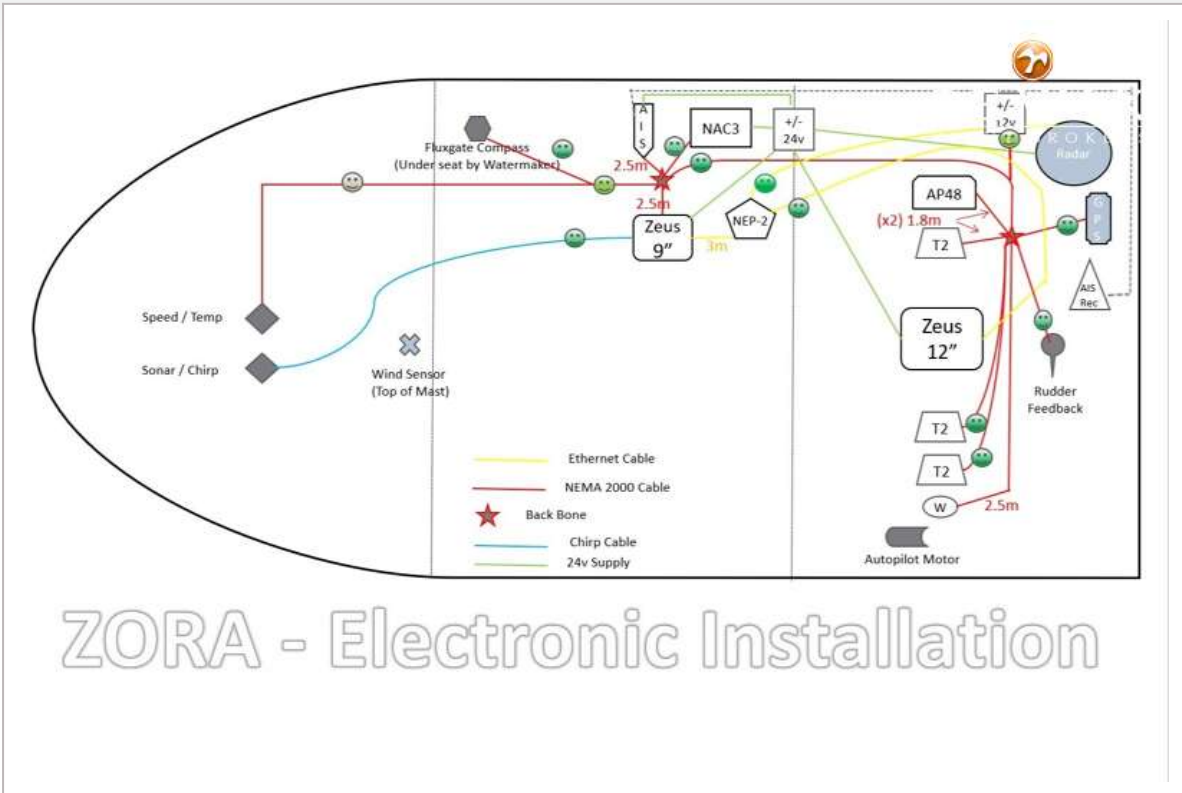 A
I
S
NAC3
+/-
24v
+/-
12v
ROKE
Radar
Fluxgate Compass
(Under seat by Watermaker)
2.5m
2.5m
Zeus
9"
3m
NEP-2
AP48
(x2) 1.8m
T2
G
P
S
AIS
Rec
Speed / Temp
Sonar / Chirp
Wind Sensor
(Top of Mast)
Zeus
12"
Rudder
Feedback
T2
T2
W
2.5m
Autopilot Motor
Ethernet Cable
NEMA 2000 Cable
Back Bone
Chirp Cable
24v Supply
ZORA - Electronic Installation